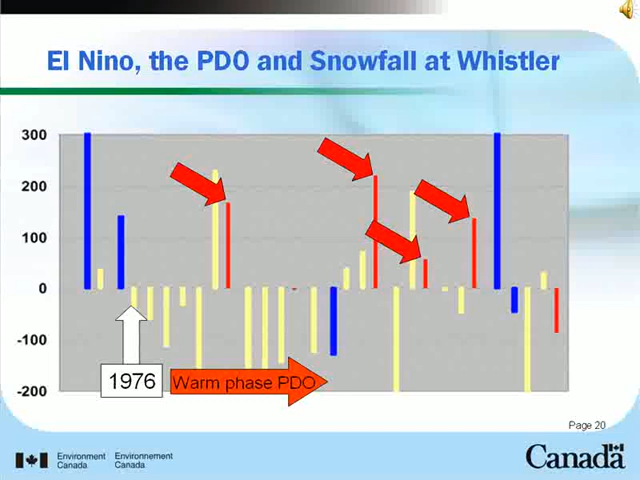 El Nino, the PDO and Snowfall at Whistler
300
200
100
0
-100
-200
1976
Warm phase PDO
Page 20
Environment Environnement
Canada Canada
Canada